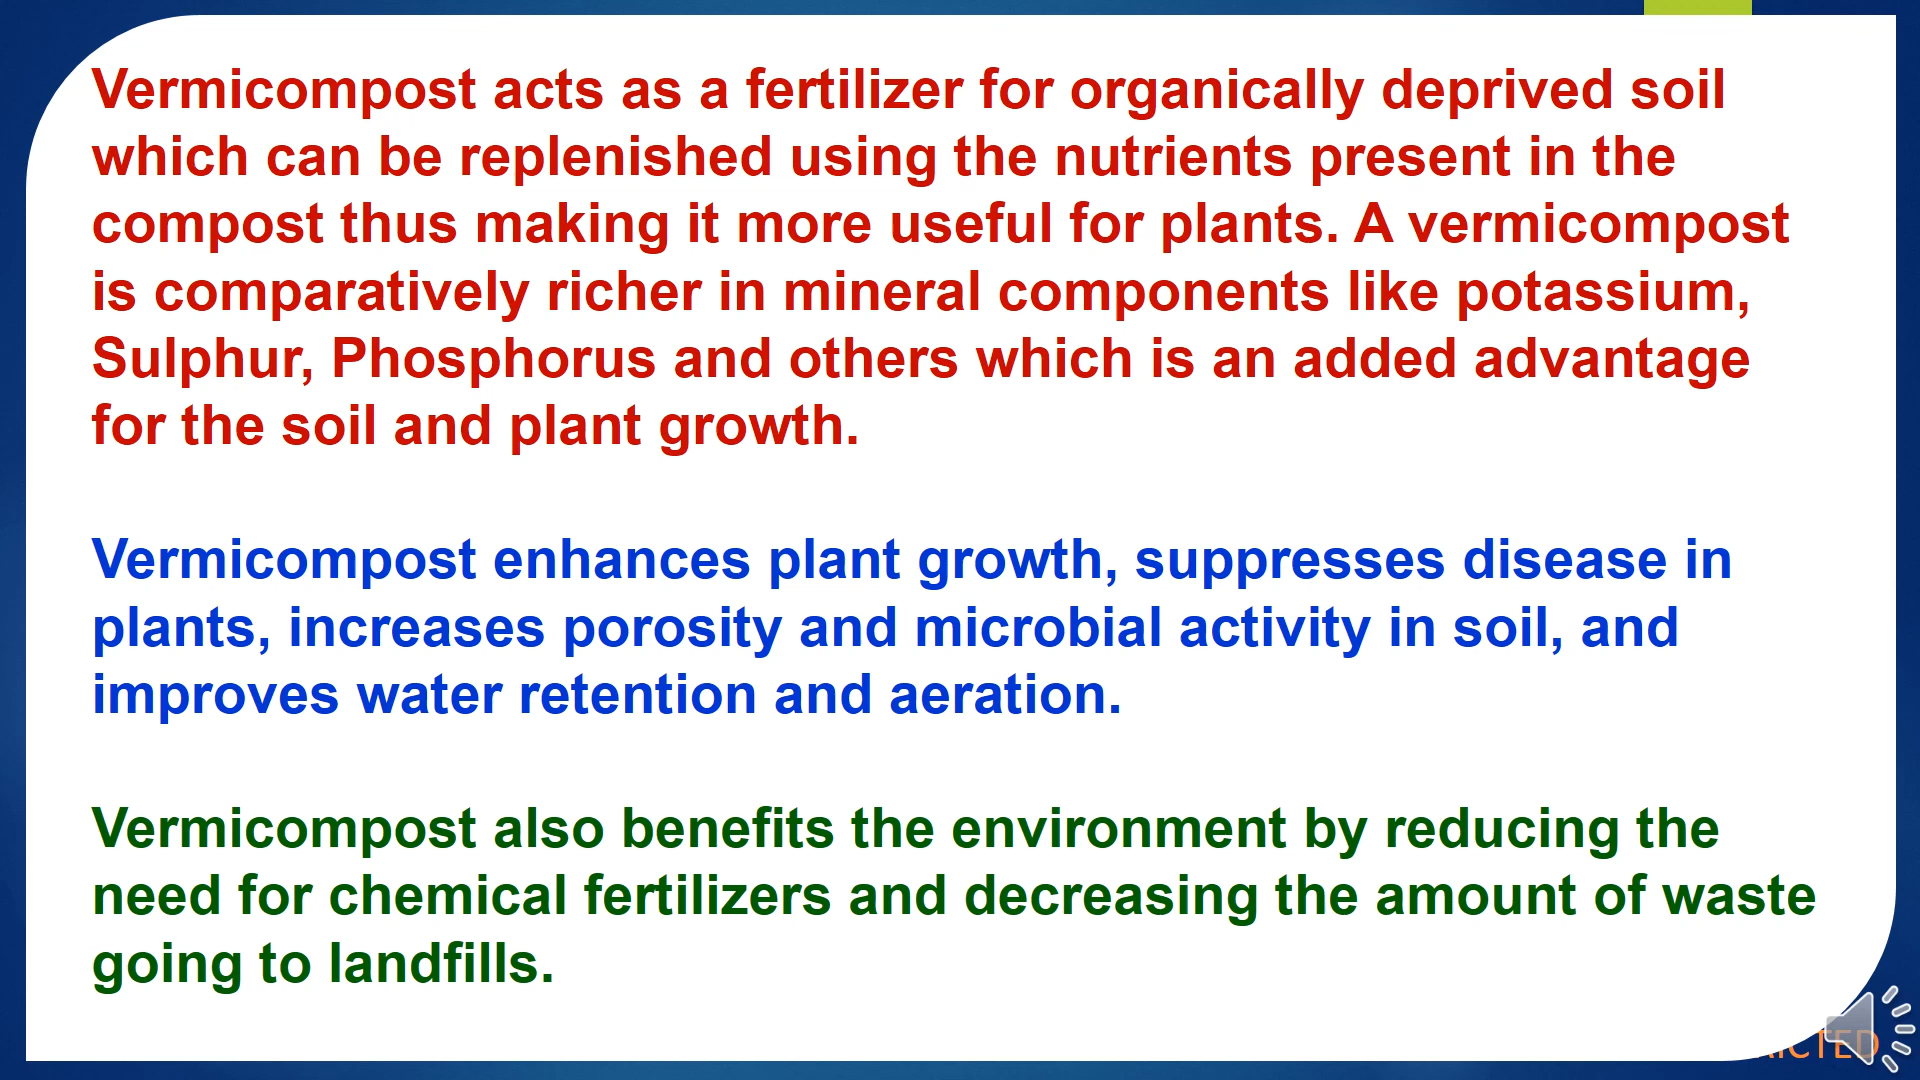 Vermicompost acts as a fertilizer for organically deprived soil
which can be replenished using the nutrients present in the
compost thus making it more useful for plants. A vermicompost
is comparatively richer in mineral components like potassium,
Sulphur, Phosphorus and others which is an added advantage
for the soil and plant growth.
Vermicompost enhances plant growth, suppresses disease in
plants, increases porosity and microbial activity in soil, and
improves water retention and aeration.
Vermicompost also benefits the environment by reducing the
need for chemical fertilizers and decreasing the amount of waste
going to landfills.